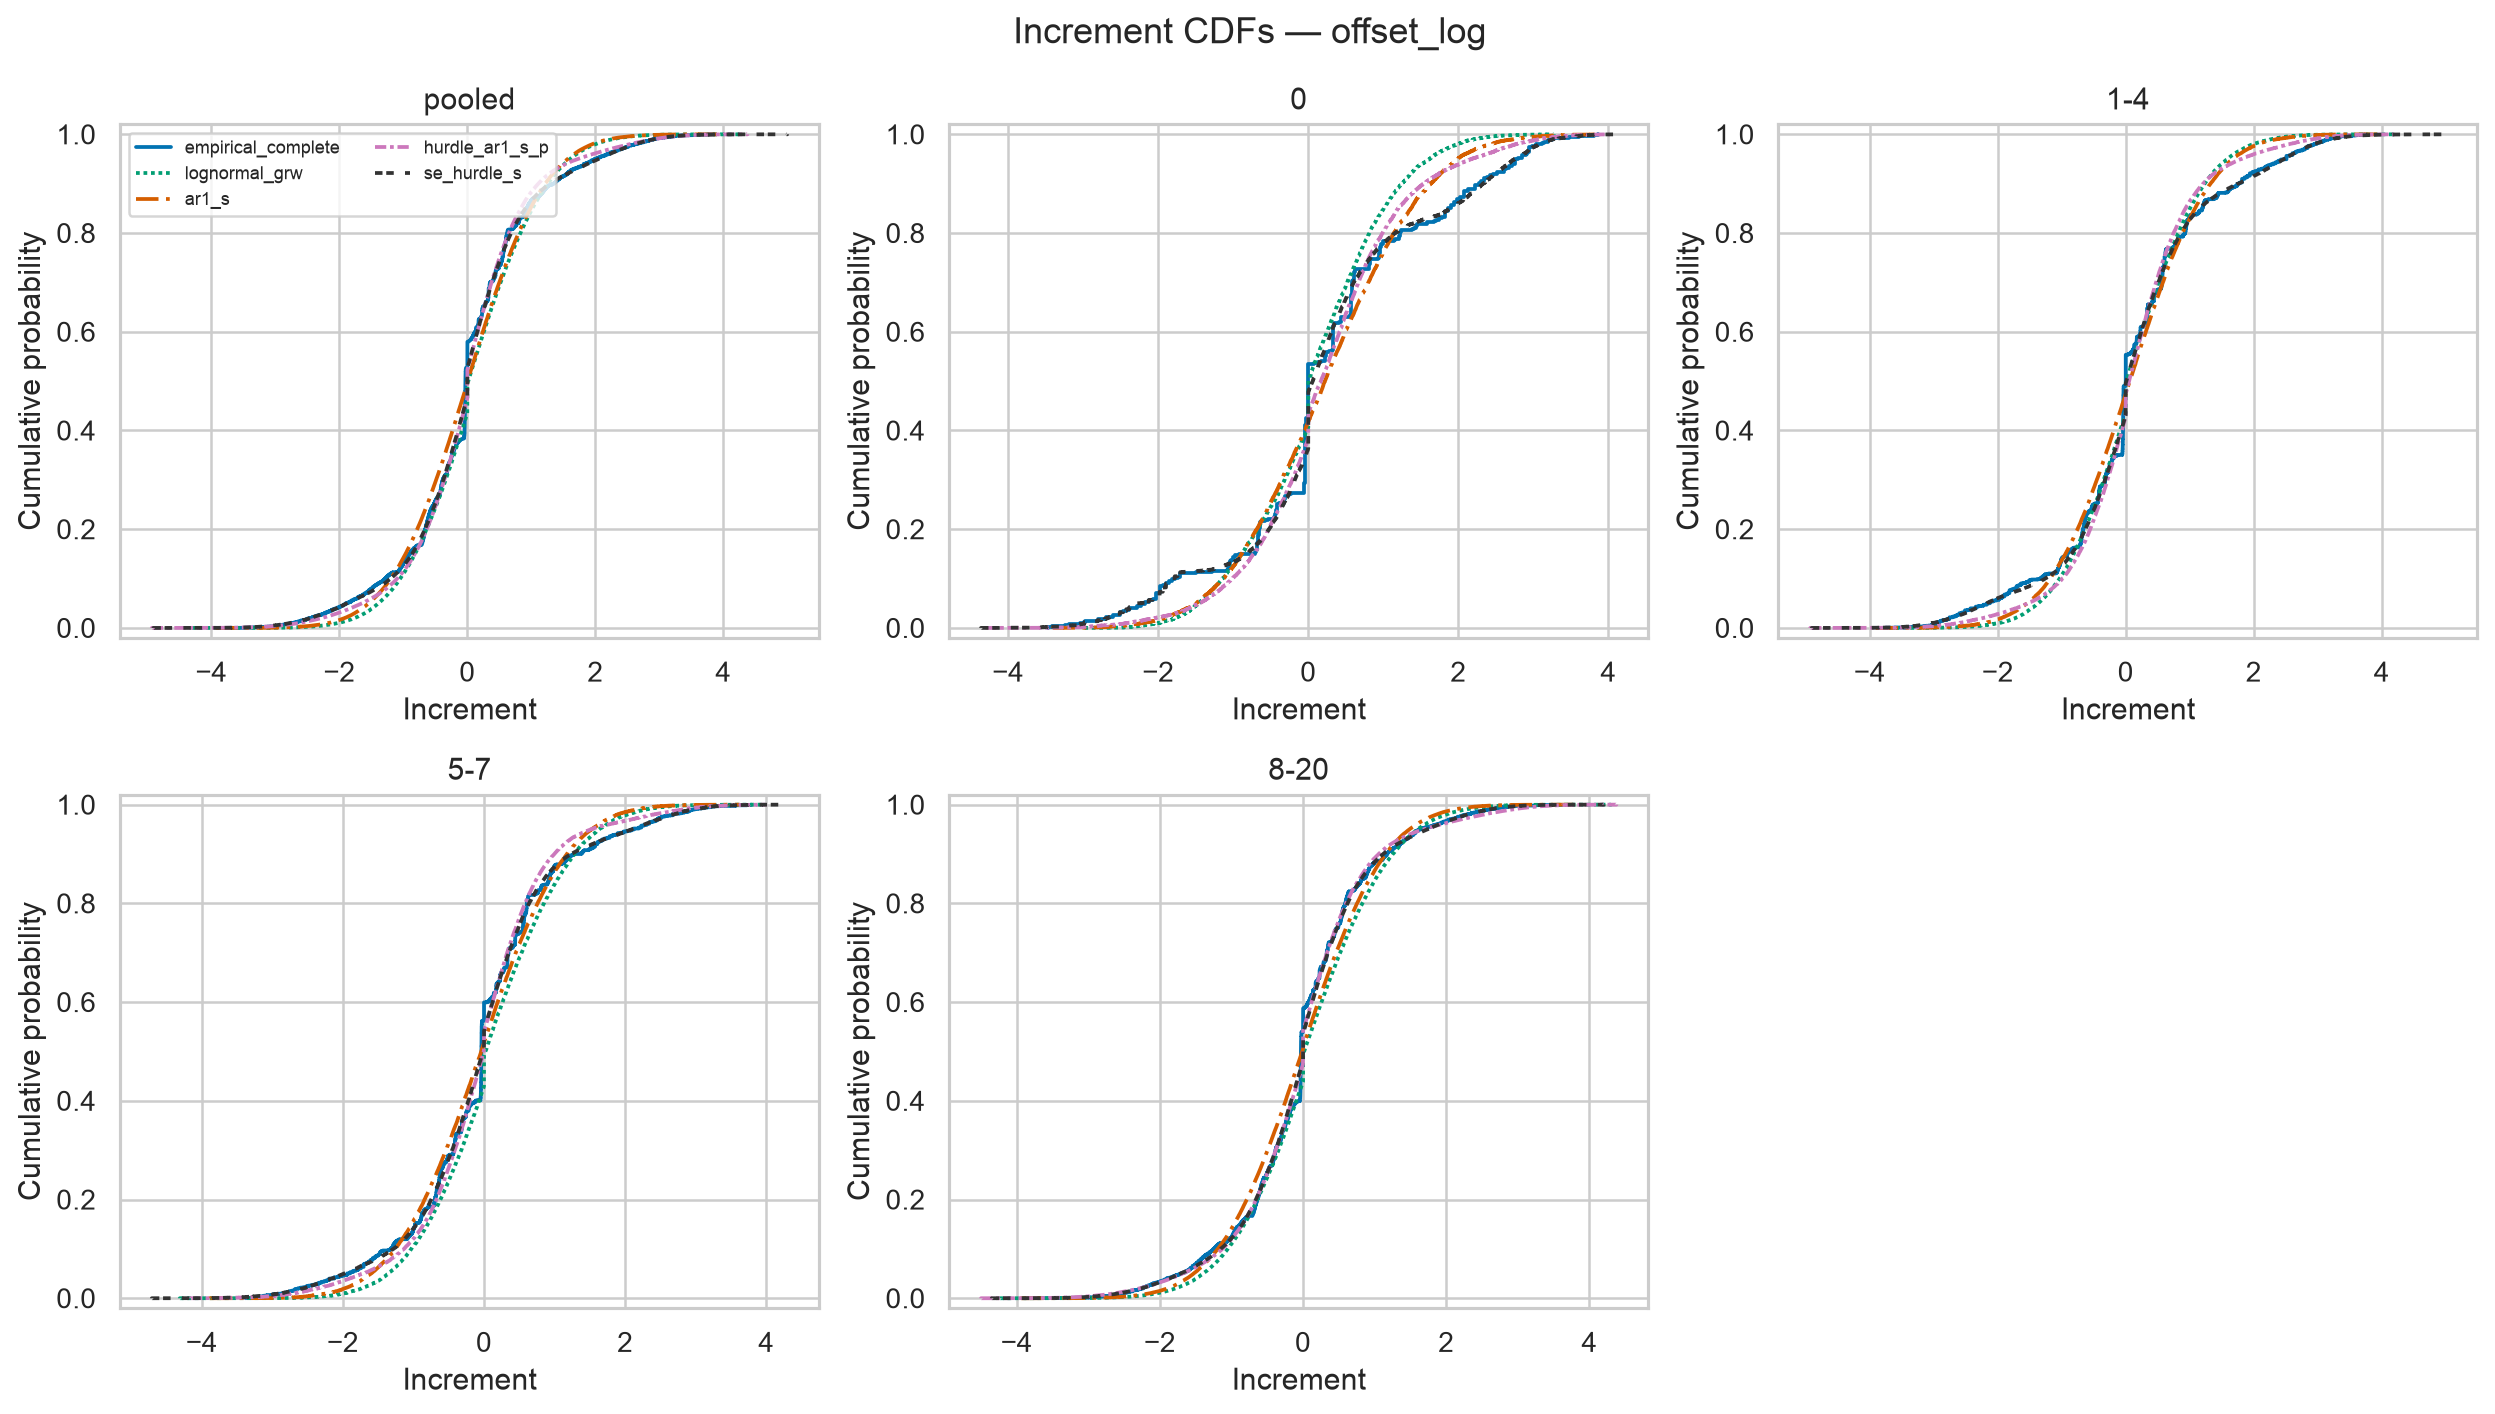 Increment CDFs — offset_log
pooled
1.0
0.8
0.6
0.4
0.2
0.0
Cumulative probability
empirical_complete
lognormal_grw
ar1_s
hurdle_ar1_s_p
se_hurdle_s
−4 −2 0 2 4
Increment
0
1.0
0.8
0.6
0.4
0.2
0.0
Cumulative probability
−4 −2 0 2 4
Increment
1-4
1.0
0.8
0.6
0.4
0.2
0.0
Cumulative probability
−4 −2 0 2 4
Increment
5-7
1.0
0.8
0.6
0.4
0.2
0.0
Cumulative probability
−4 −2 0 2 4
Increment
8-20
1.0
0.8
0.6
0.4
0.2
0.0
Cumulative probability
−4 −2 0 2 4
Increment